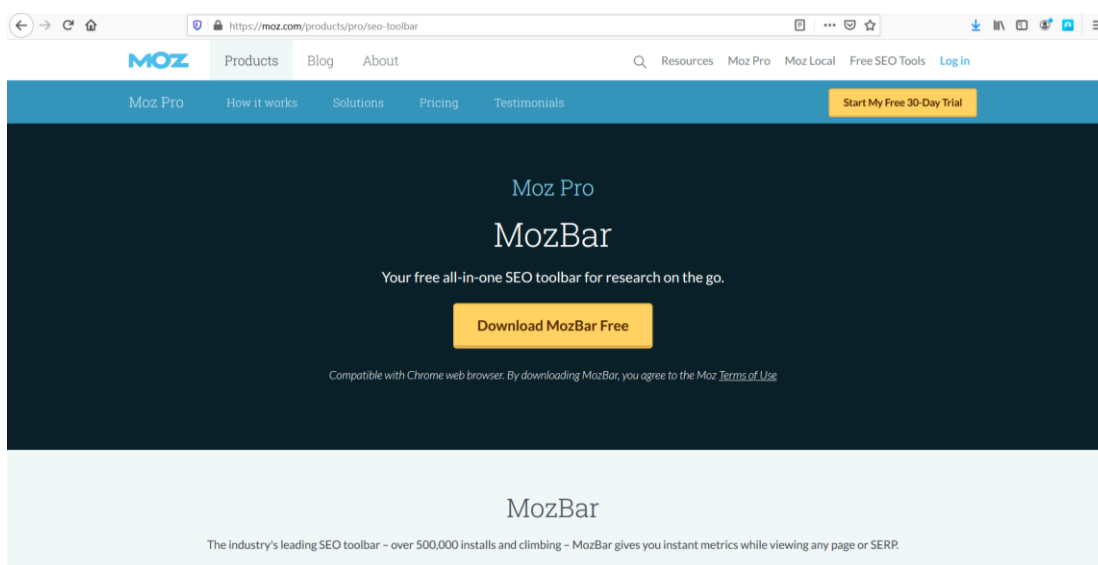 https://moz.com/products/pro/seo-toolbar
MOZ Products Blog About Resources Moz Pro Moz Local Free SEO Tools Log in
Moz Pro How it works Solutions Pricing Testimonials Start My Free 30-Day Trial
Moz Pro
MozBar
Your free all-in-one SEO toolbar for research on the go.
Download MozBar Free
Compatible with Chrome web browser. By downloading MozBar, you agree to the Moz Terms of Use
MozBar
The industry's leading SEO toolbar – over 500,000 installs and climbing – MozBar gives you instant metrics while viewing any page or SERP.